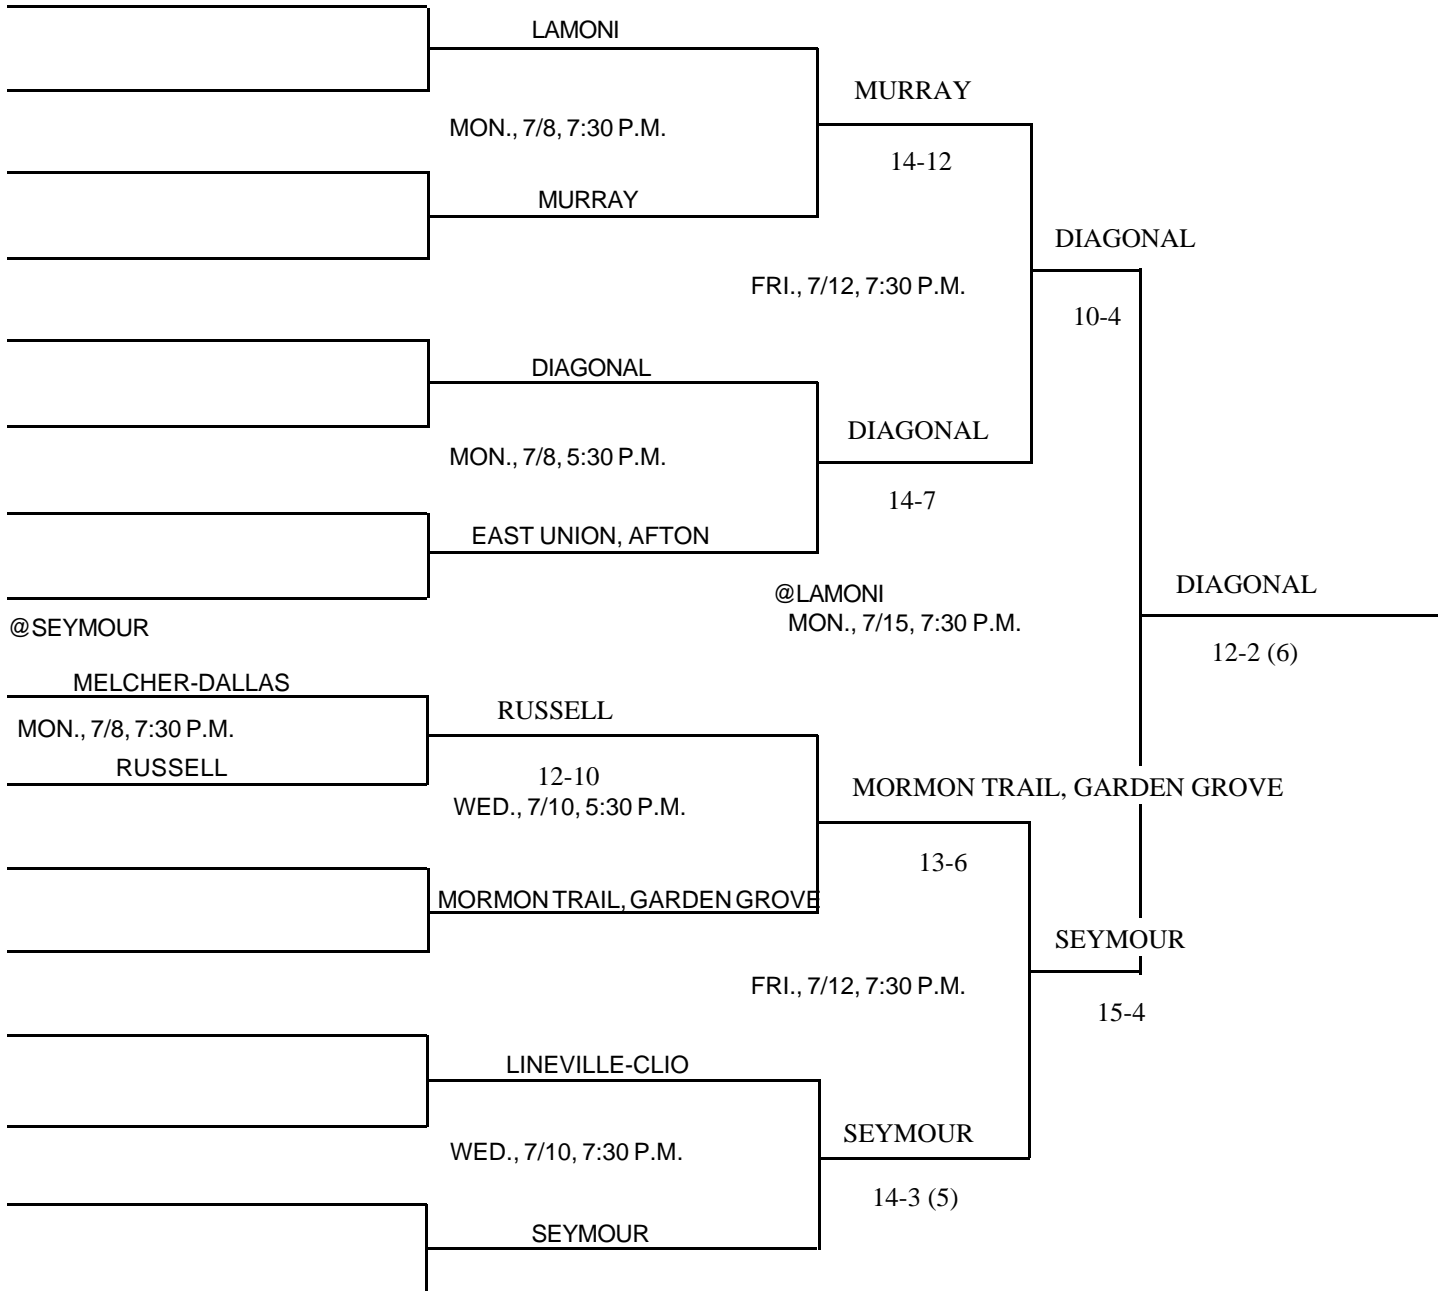 LAMONI
MURRAY
MON., 7/8, 7:30 P.M.
14-12
MURRAY
DIAGONAL
FRI., 7/12, 7:30 P.M.
10-4
DIAGONAL
DIAGONAL
MON., 7/8, 5:30 P.M.
14-7
EAST UNION, AFTON
DIAGONAL
@LAMONI
MON., 7/15, 7:30 P.M.
@SEYMOUR
12-2 (6)
MELCHER-DALLAS
RUSSELL
MON., 7/8, 7:30 P.M.
RUSSELL
12-10
MORMON TRAIL, GARDEN GROVE
WED., 7/10, 5:30 P.M.
13-6
MORMON TRAIL, GARDEN GROVE
SEYMOUR
FRI., 7/12, 7:30 P.M.
15-4
LINEVILLE-CLIO
SEYMOUR
WED., 7/10, 7:30 P.M.
14-3 (5)
SEYMOUR